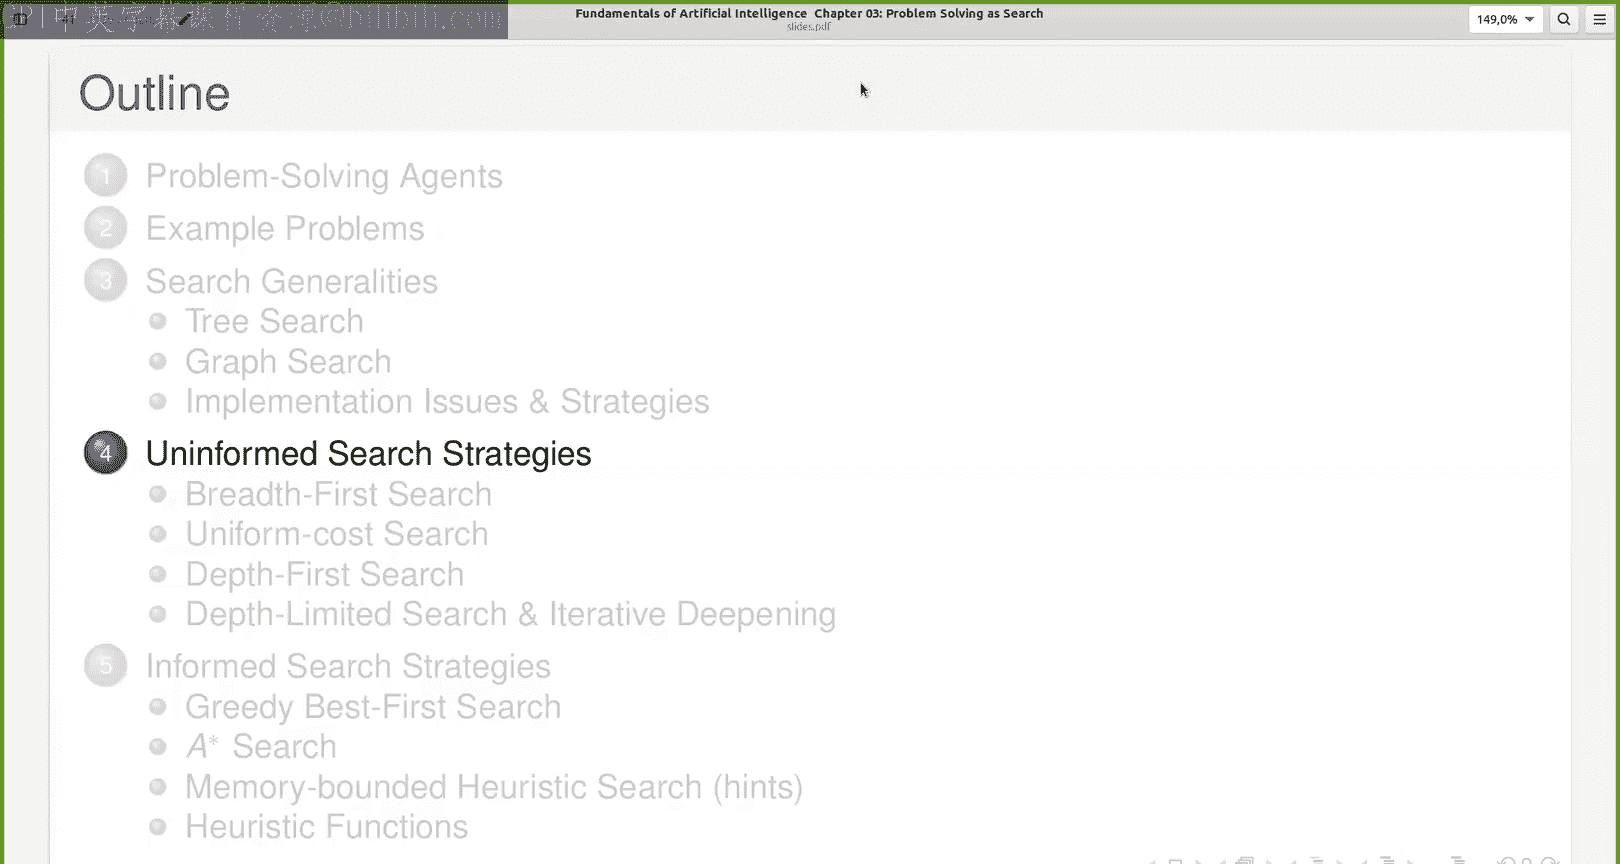 Fundamentals of Artificial Intelligence Chapter 03: Problem Solving as Search
slides.pdf
149,0%
Outline
1 Problem-Solving Agents
2 Example Problems
3 Search Generalities
Tree Search
Graph Search
Implementation Issues & Strategies
4 Uninformed Search Strategies
Breadth-First Search
Uniform-cost Search
Depth-First Search
Depth-Limited Search & Iterative Deepening
5 Informed Search Strategies
Greedy Best-First Search
A* Search
Memory-bounded Heuristic Search (hints)
Heuristic Functions